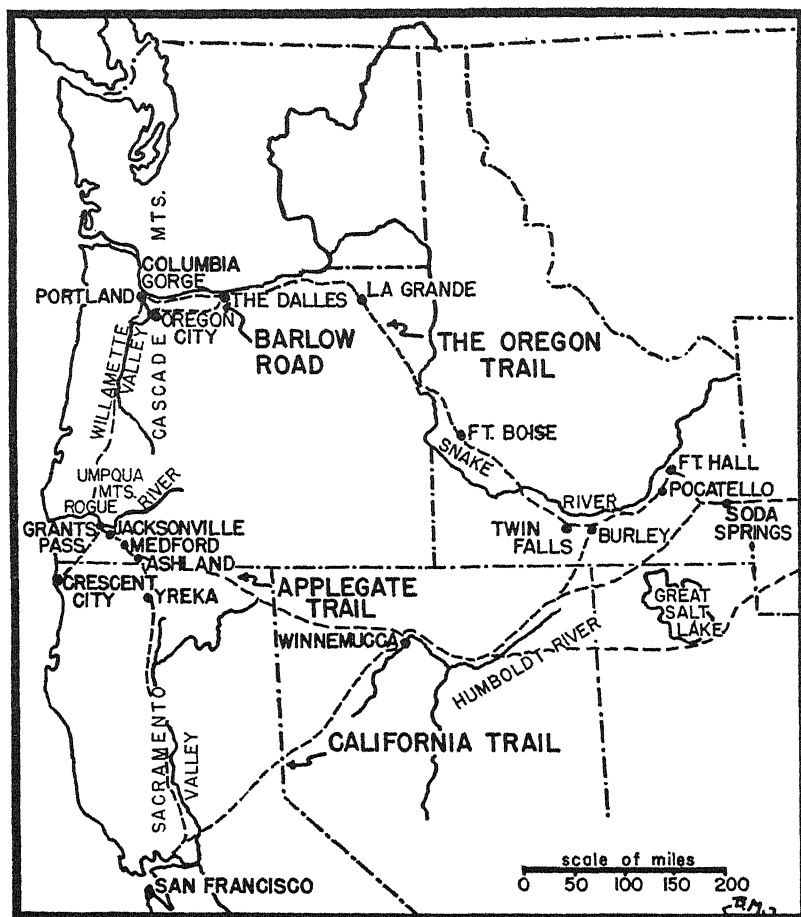 CASCADE MTS.
COLUMBIA
GORGE
PORTLAND
OREGON
CITY
THE DALLES
LA GRANDE
BARLOW
ROAD
THE OREGON
TRAIL
WILLAMETTE
VALLEY
FT. BOISE
SNAKE
RIVER
FT. HALL
POCATELLO
SODA
SPRINGS
TWIN
FALLS
BURLEY
UMPQUA
MTS.
ROGUE
RIVER
GRANTS
PASS
JACKSONVILLE
MEDFORD
ASHLAND
CRESCENT
CITY
YREKA
APPLEGATE
TRAIL
WINNEMUCCA
GREAT
SALT
LAKE
HUMBOLDT RIVER
SACRAMENTO
VALLEY
CALIFORNIA TRAIL
SAN FRANCISCO
scale of miles
0 50 100 150 200
B.M.